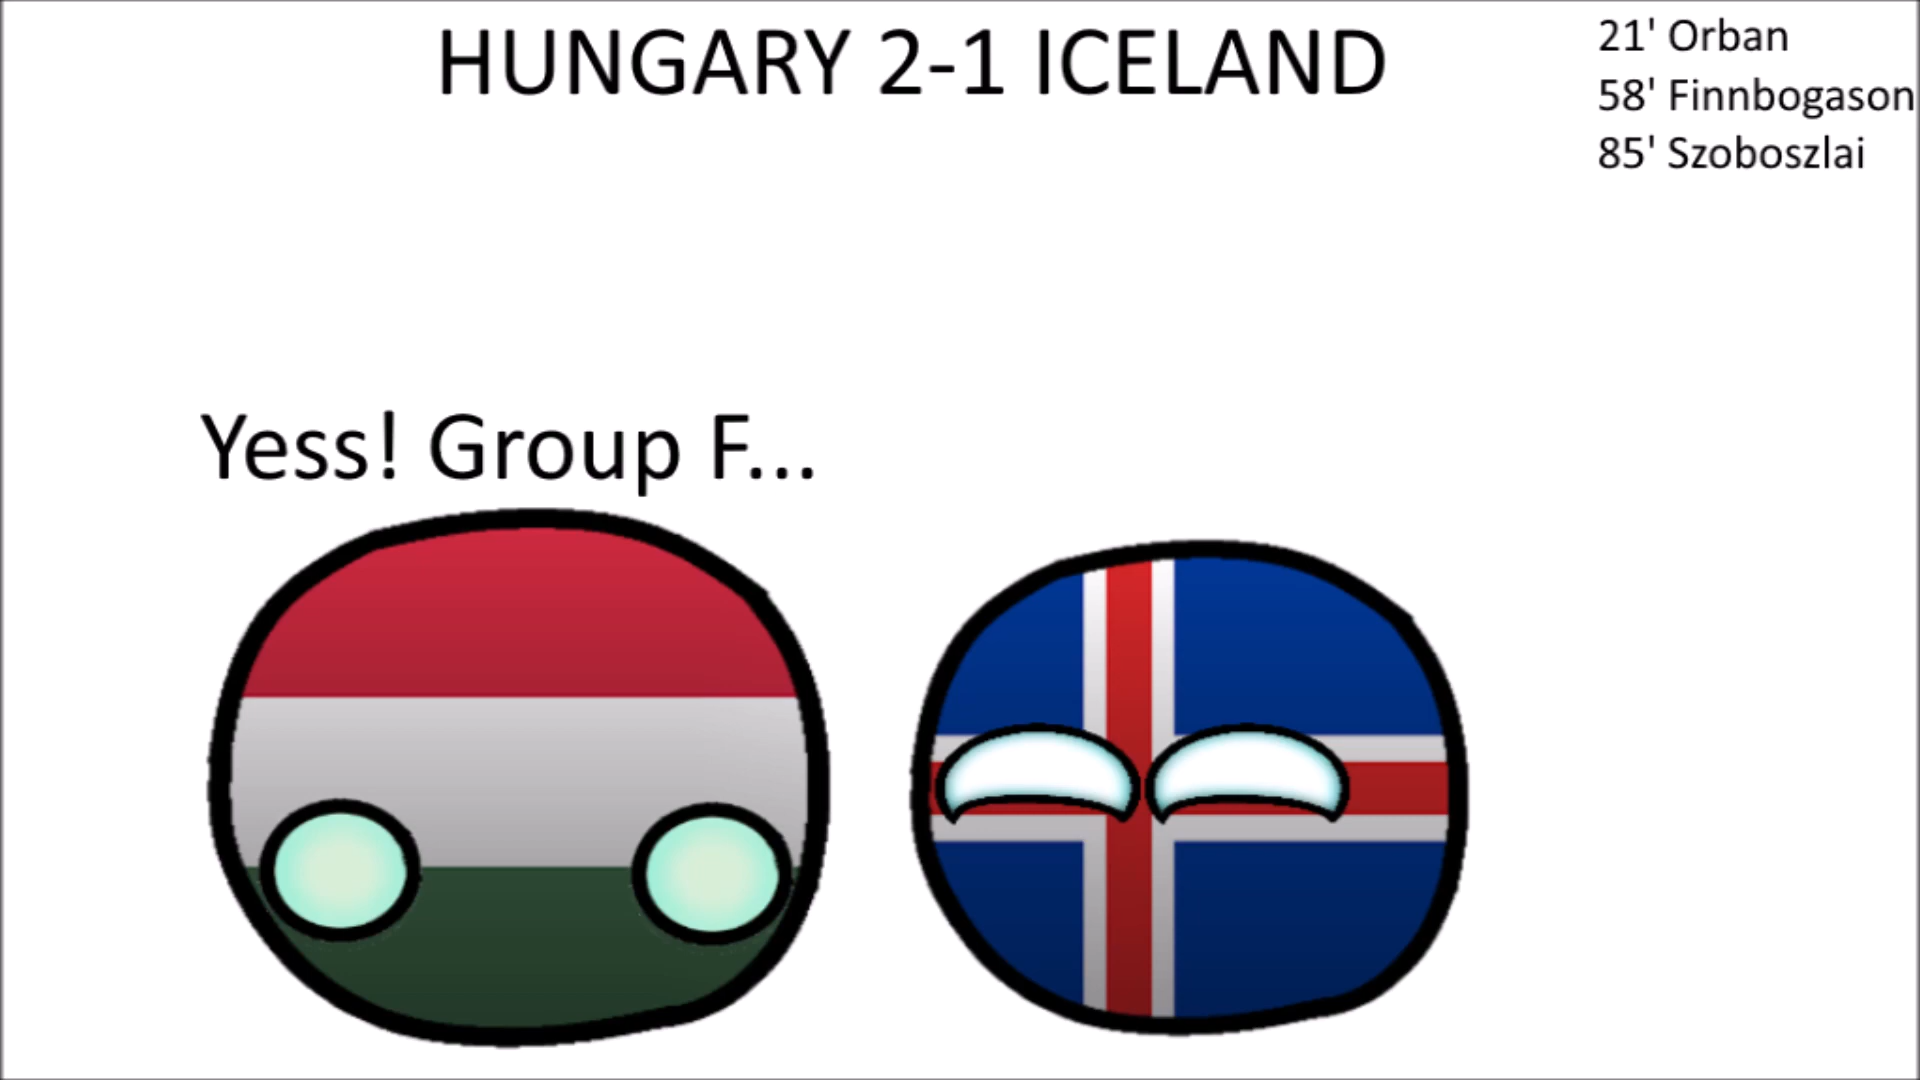 HUNGARY 2-1 ICELAND
21' Orban
58' Finnbogason
85' Szoboszlai
Yess! Group F...